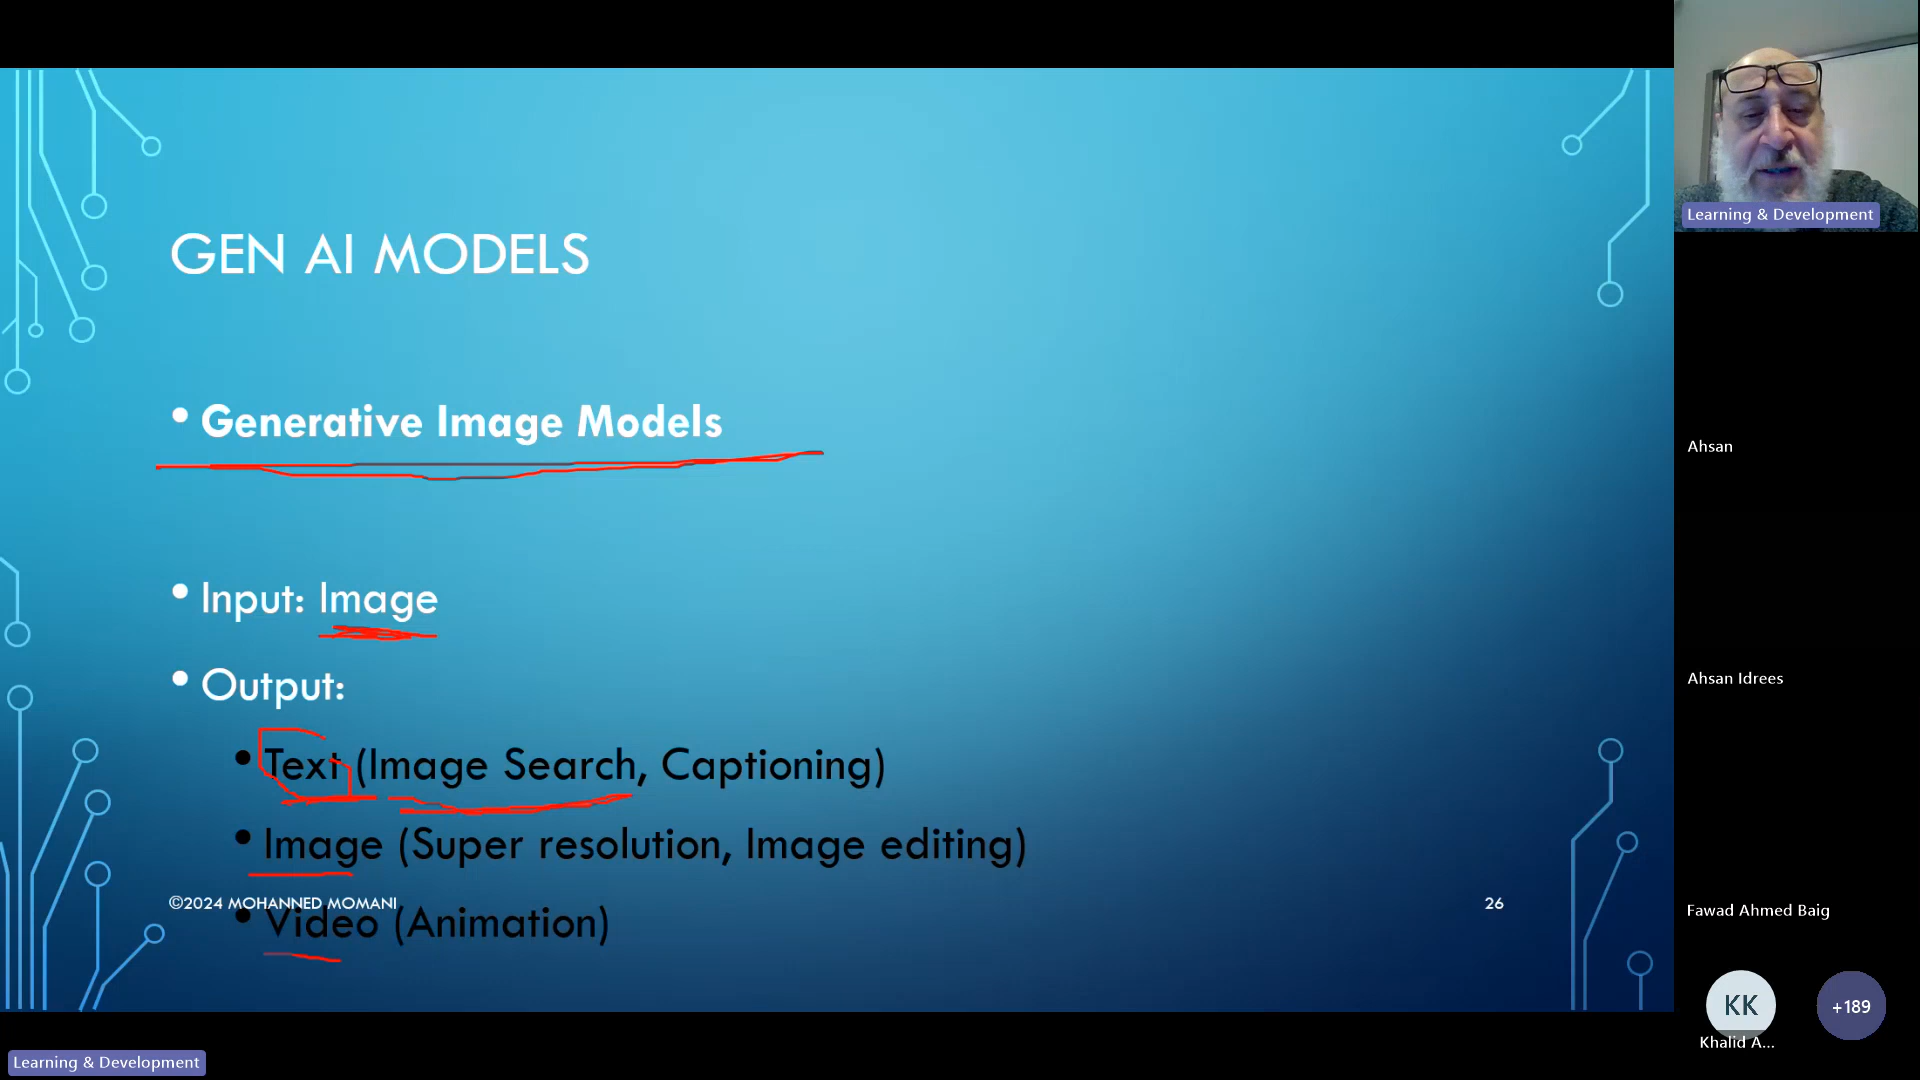 GEN AI MODELS
• Generative Image Models
• Input: Image
• Output:
• Text (Image Search, Captioning)
• Image (Super resolution, Image editing)
©2024 MOHANNED MOMANI
26
• Video (Animation)
Learning & Development
Learning & Development
Ahsan
Ahsan Idrees
Fawad Ahmed Baig
KK
+189
Khalid A...